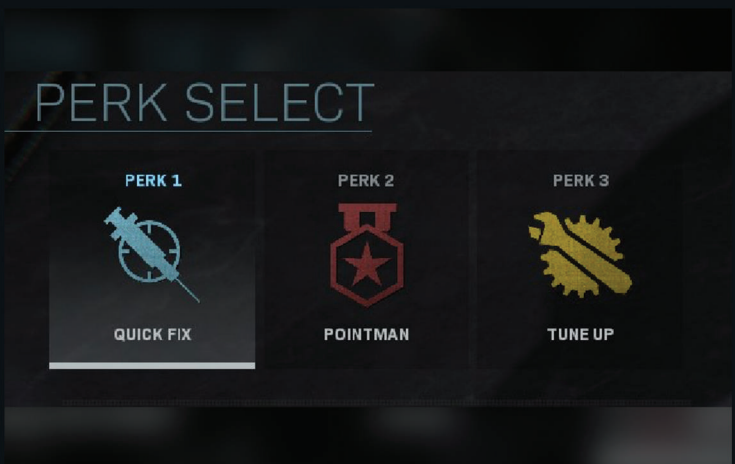 PERK SELECT
PERK 1
PERK 2
PERK 3
QUICK FIX
POINTMAN
TUNE UP